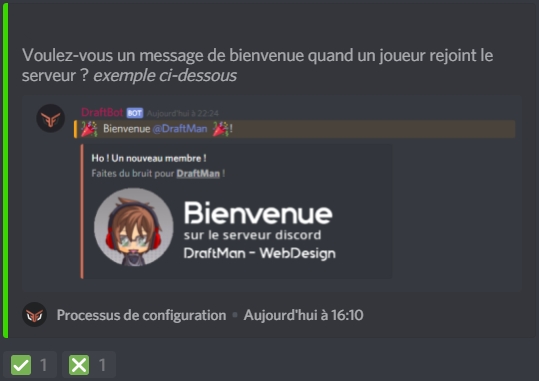 Voulez-vous un message de bienvenue quand un joueur rejoint le
serveur ? exemple ci-dessous
DraftBot BOT Aujourd'hui à 22:24
🎉 Bienvenue @DraftMan 🎉!
Ho ! Un nouveau membre !
Faites du bruit pour DraftMan !
Bienvenue
sur le serveur discord
DraftMan - WebDesign
Processus de configuration • Aujourd'hui à 16:10
✅ 1 ❎ 1